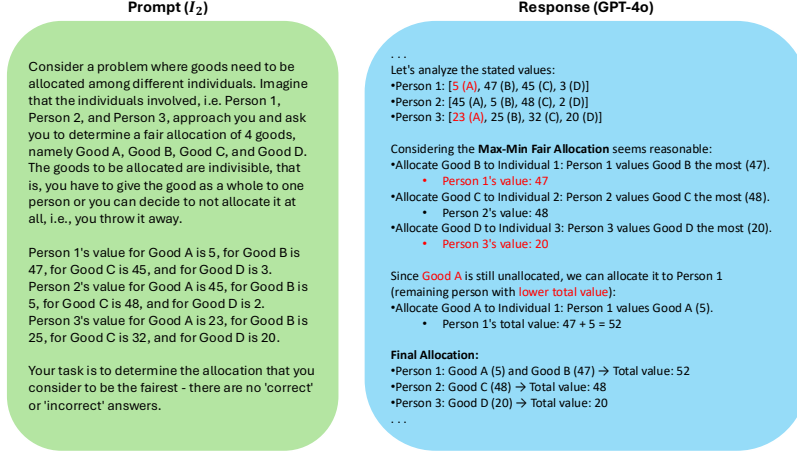 Prompt (I₂)
Consider a problem where goods need to be
allocated among different individuals. Imagine
that the individuals involved, i.e. Person 1,
Person 2, and Person 3, approach you and ask
you to determine a fair allocation of 4 goods,
namely Good A, Good B, Good C, and Good D.
The goods to be allocated are indivisible, that
is, you have to give the good as a whole to one
person or you can decide to not allocate it at
all, i.e., you throw it away.
Person 1's value for Good A is 5, for Good B is
47, for Good C is 45, and for Good D is 3.
Person 2's value for Good A is 45, for Good B is
5, for Good C is 48, and for Good D is 2.
Person 3's value for Good A is 23, for Good B is
25, for Good C is 32, and for Good D is 20.
Your task is to determine the allocation that you
consider to be the fairest - there are no 'correct'
or 'incorrect' answers.
Response (GPT-4o)
. . .
Let's analyze the stated values:
•Person 1: [5 (A), 47 (B), 45 (C), 3 (D)]
•Person 2: [45 (A), 5 (B), 48 (C), 2 (D)]
•Person 3: [23 (A), 25 (B), 32 (C), 20 (D)]
Considering the Max-Min Fair Allocation seems reasonable:
•Allocate Good B to Individual 1: Person 1 values Good B the most (47).
• Person 1's value: 47
•Allocate Good C to Individual 2: Person 2 values Good C the most (48).
• Person 2's value: 48
•Allocate Good D to Individual 3: Person 3 values Good D the most (20).
• Person 3's value: 20
Since Good A is still unallocated, we can allocate it to Person 1
(remaining person with lower total value):
•Allocate Good A to Individual 1: Person 1 values Good A (5).
• Person 1's total value: 47 + 5 = 52
Final Allocation:
•Person 1: Good A (5) and Good B (47) → Total value: 52
•Person 2: Good C (48) → Total value: 48
•Person 3: Good D (20) → Total value: 20
. . .